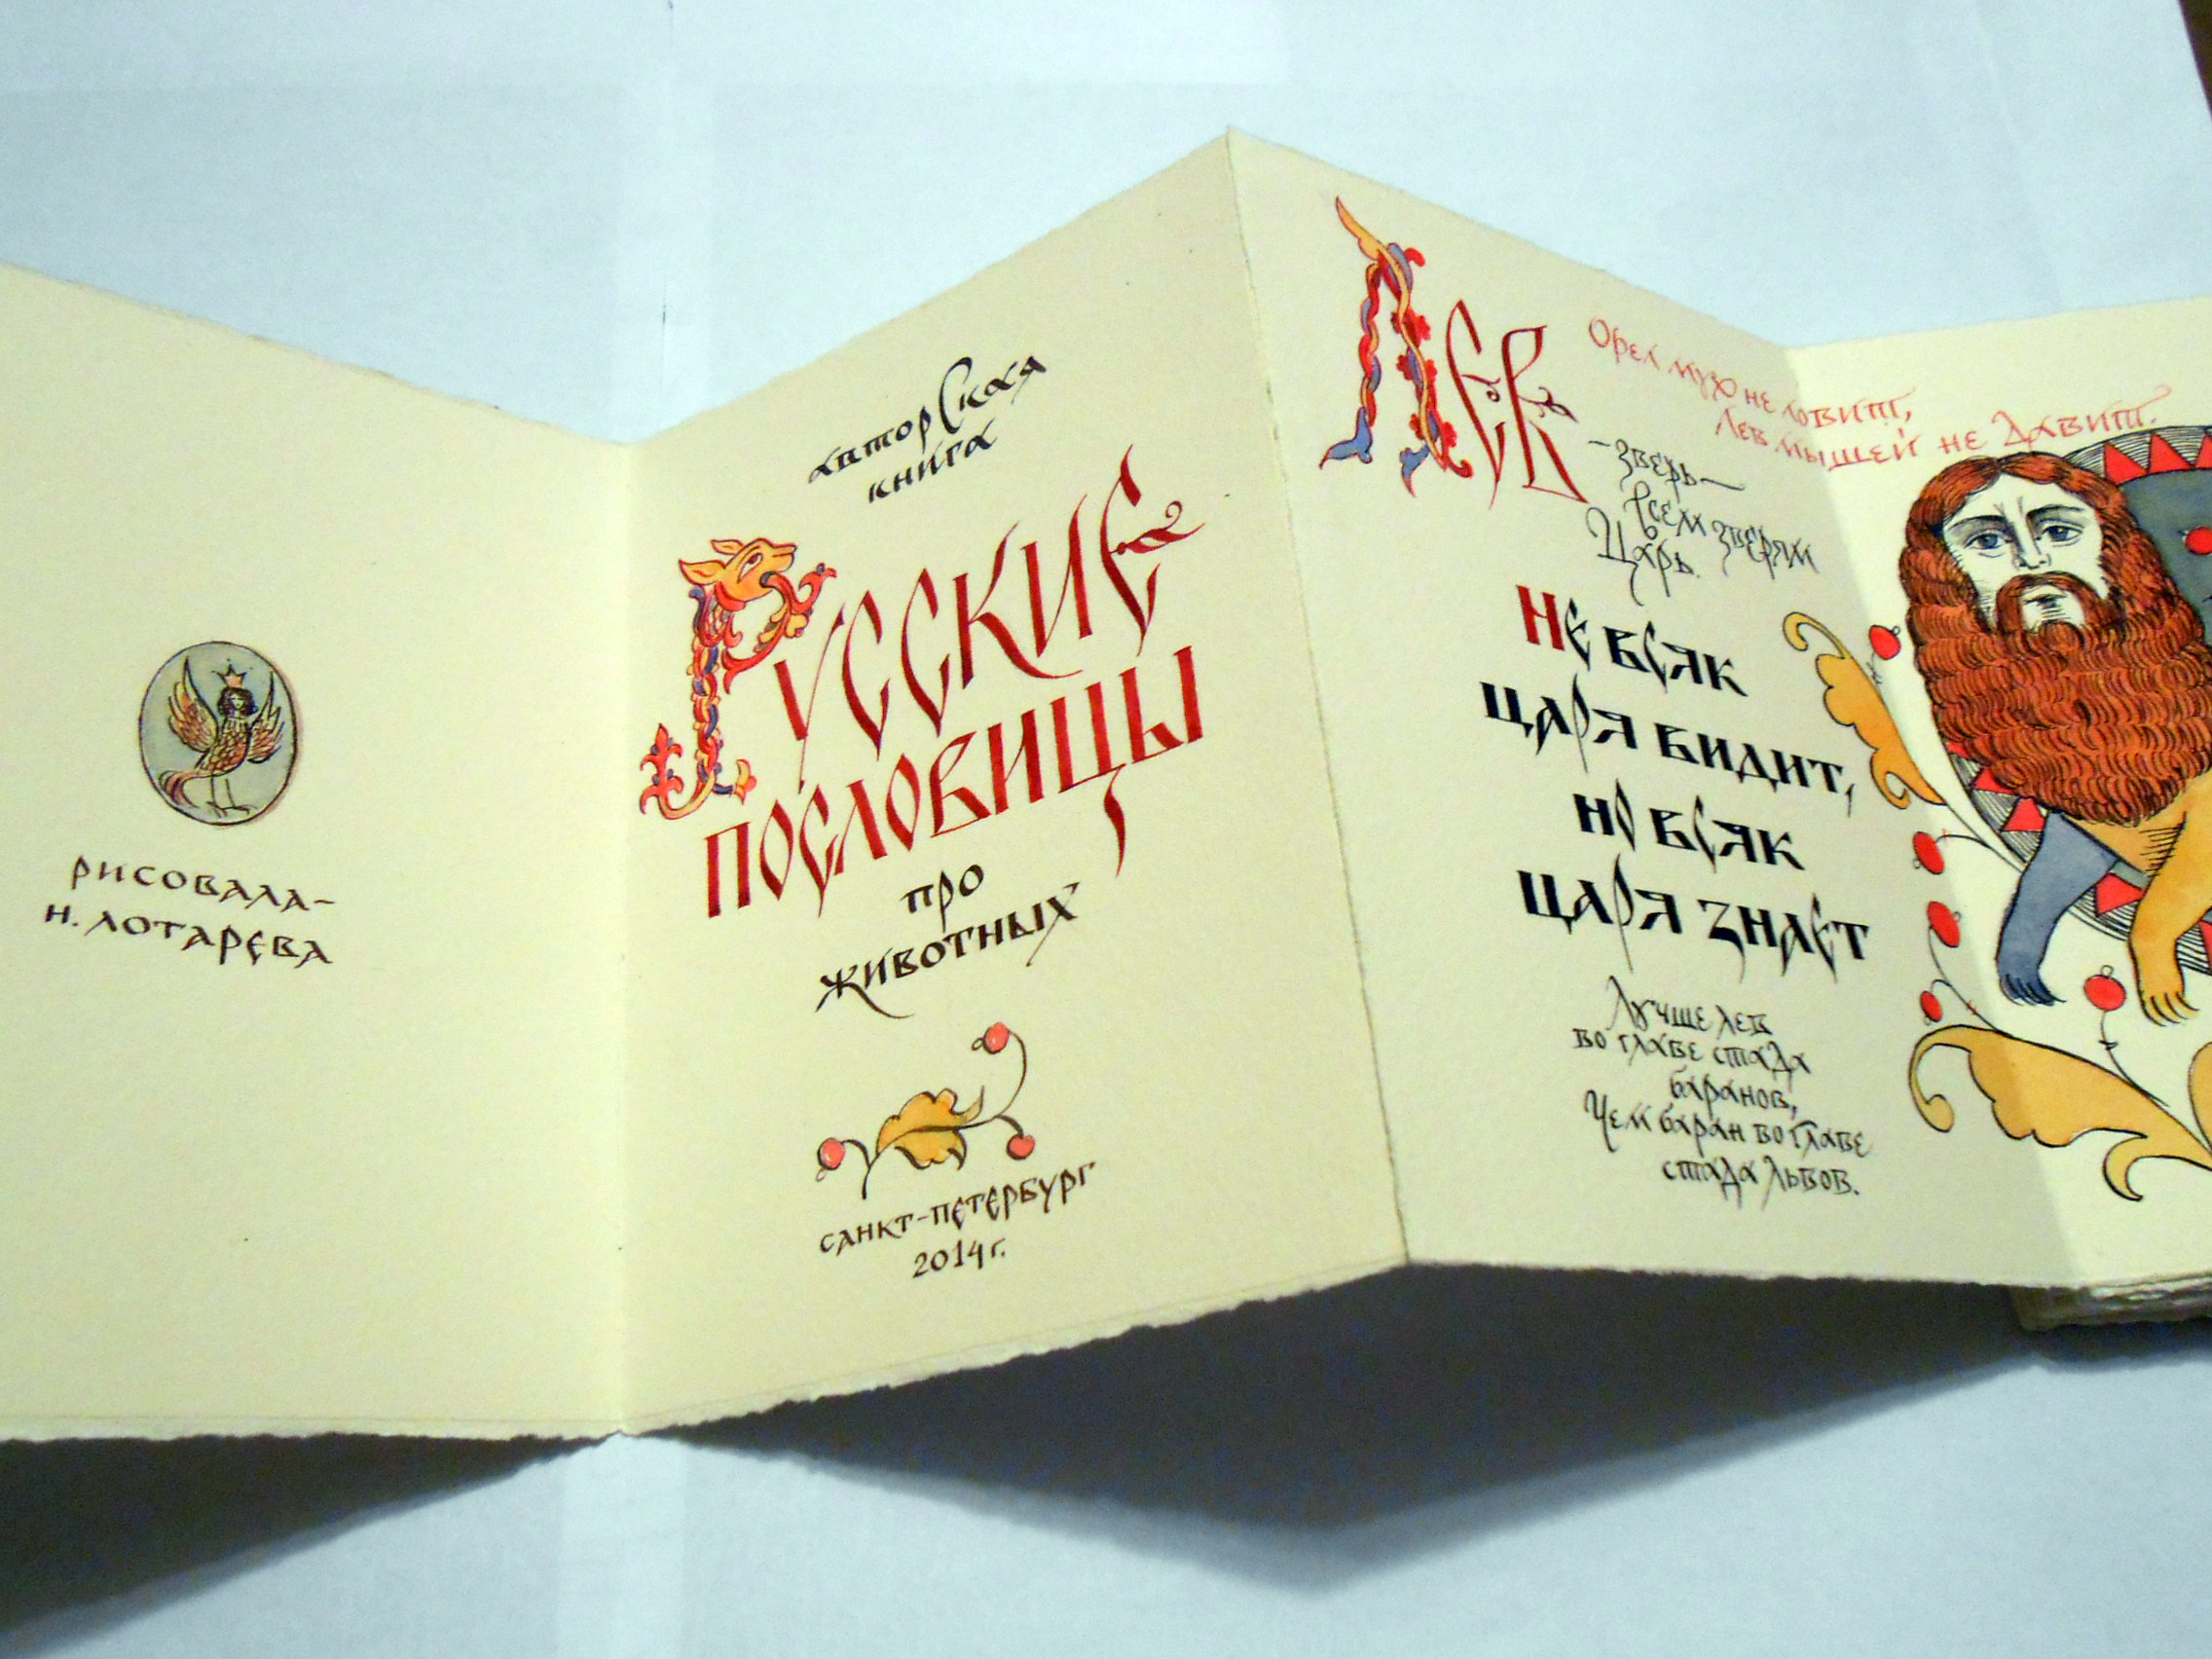 рисовала-
н. лотарева
авторская
книга
Русские
пословицы
про
животных
санкт-петербург
2014г.
Лев
Орел мух не ловит,
Лев мышей не давит.
-зверь-
всем зверям
Царь.
Не всяк
царя видит,
но всяк
царя знает
Лучше лев
во главе стада
баранов,
Чем баран во главе
стада львов.